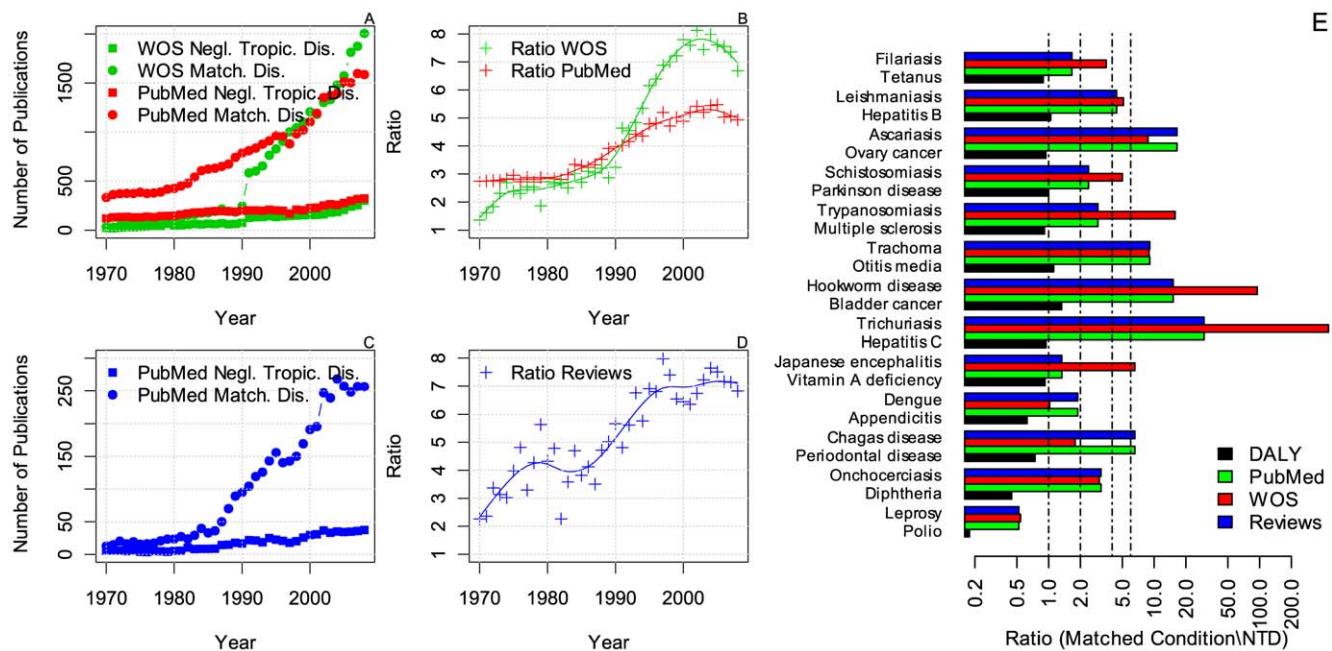 A
Number of Publications
0
500
1500
WOS Negl. Tropic. Dis.
WOS Match. Dis.
PubMed Negl. Tropic. Dis.
PubMed Match. Dis.
1970
1980
1990
2000
Year
B
Ratio
1
2
3
4
5
6
7
8
Ratio WOS
Ratio PubMed
1970
1980
1990
2000
Year
C
Number of Publications
0
50
150
250
PubMed Negl. Tropic. Dis.
PubMed Match. Dis.
1970
1980
1990
2000
Year
D
1
2
3
4
5
6
7
8
Ratio Reviews
1970
1980
1990
2000
Year
E
Filariasis
Tetanus
Leishmaniasis
Hepatitis B
Ascariasis
Ovary cancer
Schistosomiasis
Parkinson disease
Trypanosomiasis
Multiple sclerosis
Trachoma
Otitis media
Hookworm disease
Bladder cancer
Trichuriasis
Hepatitis C
Japanese encephalitis
Vitamin A deficiency
Dengue
Appendicitis
Chagas disease
Periodontal disease
Onchocerciasis
Diphtheria
Leprosy
Polio
DALY
PubMed
WOS
Reviews
0.2
0.5
1.0
2.0
5.0
10.0
20.0
50.0
100.0
200.0
Ratio (Matched Condition\NTD)